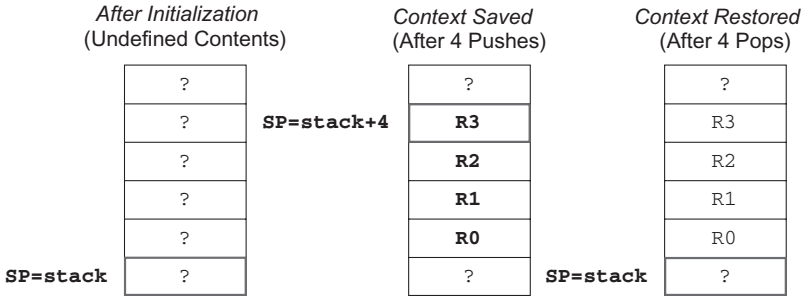 After Initialization
(Undefined Contents)
Context Saved
(After 4 Pushes)
Context Restored
(After 4 Pops)
? ? ?
? SP=stack+4 R3 R3
? R2 R2
? R1 R1
? R0 R0
SP=stack ? ? SP=stack ?